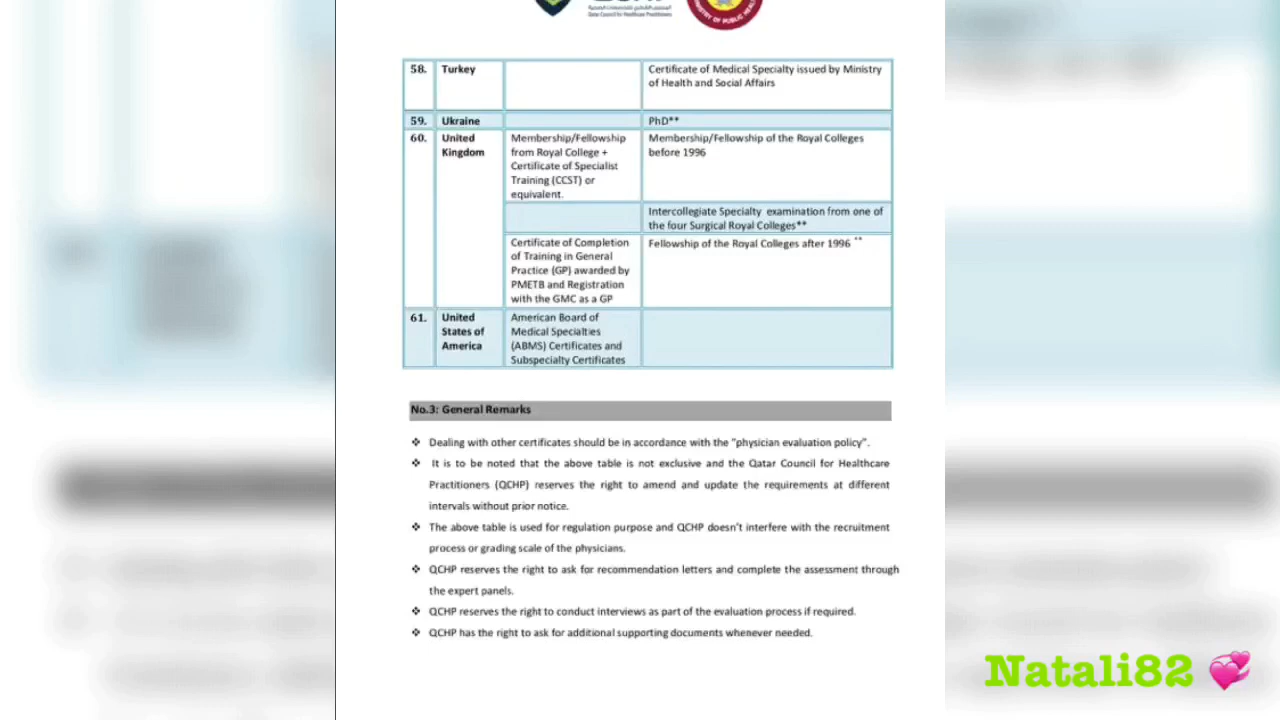 Qatar Council for Healthcare Practitioners
MINISTRY OF PUBLIC HEALTH
58. Turkey Certificate of Medical Specialty issued by Ministry
of Health and Social Affairs
59. Ukraine PhD**
60. United Membership/Fellowship Membership/Fellowship of the Royal Colleges
Kingdom from Royal College + before 1996
Certificate of Specialist
Training (CCST) or
equivalent.
Intercollegiate Specialty examination from one of
the four Surgical Royal Colleges**
Certificate of Completion Fellowship of the Royal Colleges after 1996 **
of Training in General
Practice (GP) awarded by
PMETB and Registration
with the GMC as a GP
61. United American Board of
States of Medical Specialties
America (ABMS) Certificates and
Subspecialty Certificates
No.3: General Remarks
❖ Dealing with other certificates should be in accordance with the "physician evaluation policy".
❖ It is to be noted that the above table is not exclusive and the Qatar Council for Healthcare
Practitioners (QCHP) reserves the right to amend and update the requirements at different
intervals without prior notice.
❖ The above table is used for regulation purpose and QCHP doesn't interfere with the recruitment
process or grading scale of the physicians.
❖ QCHP reserves the right to ask for recommendation letters and complete the assessment through
the expert panels.
❖ QCHP reserves the right to conduct interviews as part of the evaluation process if required.
❖ QCHP has the right to ask for additional supporting documents whenever needed.
Natali82 💞